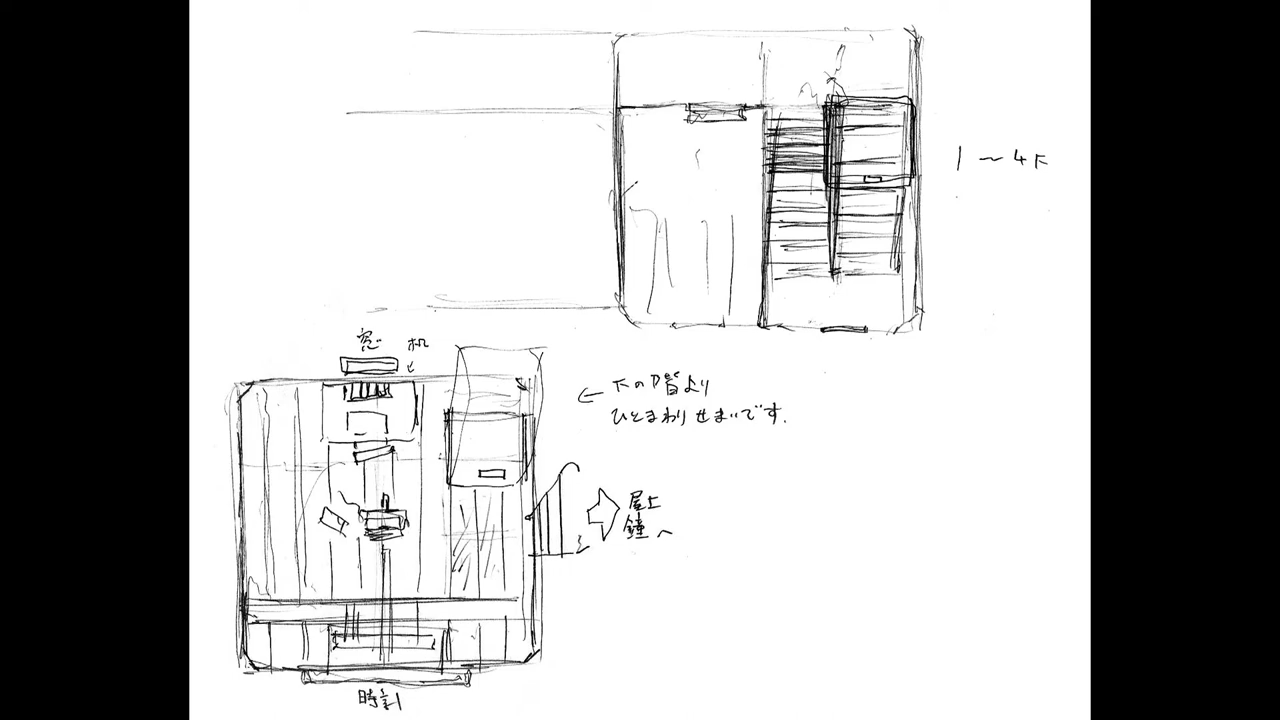 1〜4F
窓
机
← 下の階より
ひとまわりせまいです.
屋上
鐘へ
時計